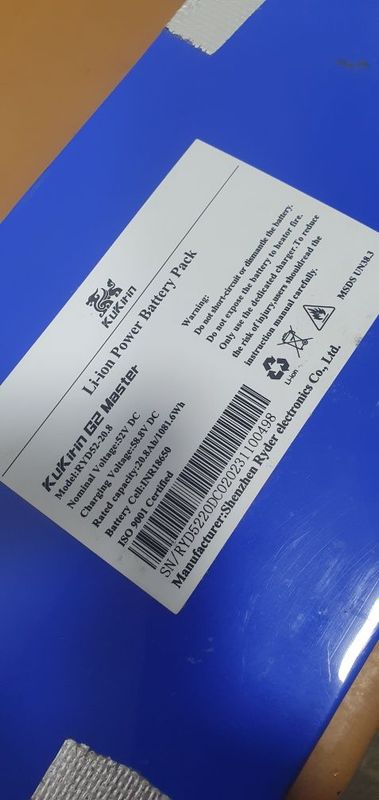 KuKirin
Li-ion Power Battery Pack
KuKirin G2 Master
Model:RYD52-20.8
Nominal Voltage:52V DC
Charging Voltage:58.8V DC
Rated capacity:20.8Ah/1081.6Wh
Battery Cell:INR18650
ISO 9001 Certified
Warning:
Do not short-circuit or dismantle the battery.
Do not expose the battery to heator fire.
Only use the dedicated charger.To reduce
the risk of injury,users shouldread the
instruction manual carefully.
Li-ion
MSDS UN38.3
SN/RYD5220DC020231100498
Manufacturer:Shenzhen Ryder electronics Co., Ltd.